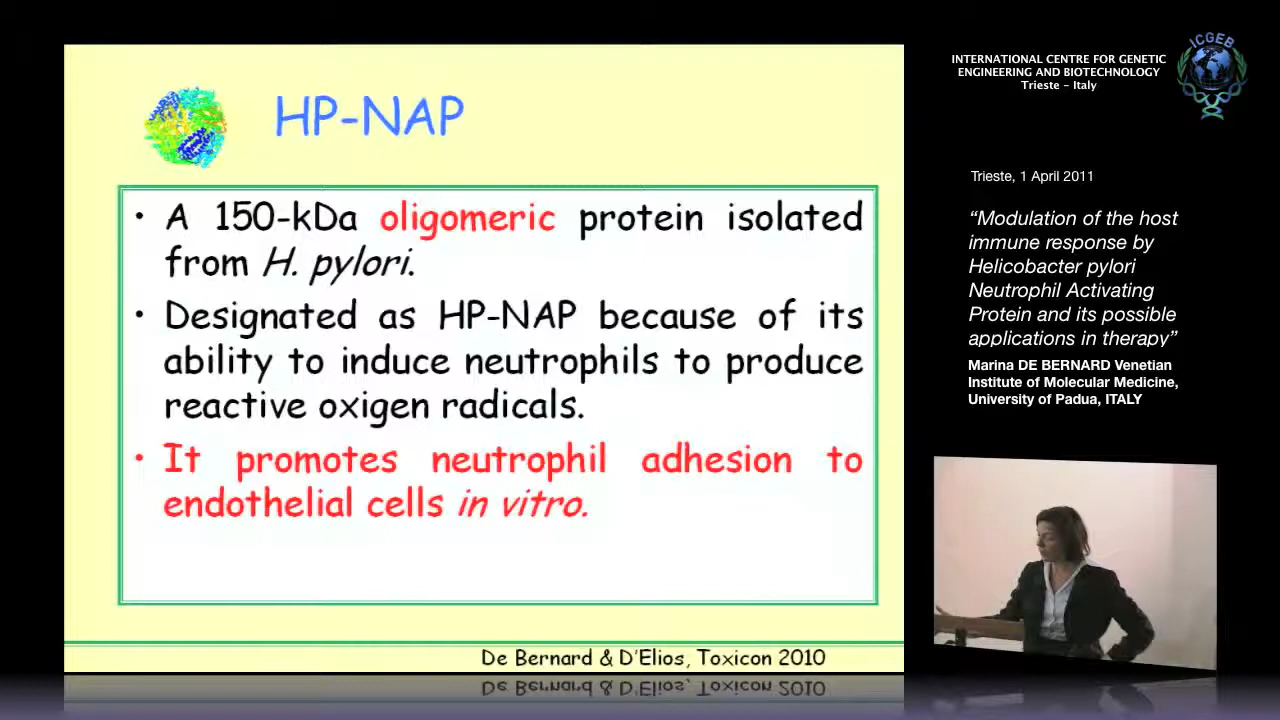 HP-NAP
• A 150-kDa oligomeric protein isolated
from H. pylori.
• Designated as HP-NAP because of its
ability to induce neutrophils to produce
reactive oxigen radicals.
• It promotes neutrophil adhesion to
endothelial cells in vitro.
De Bernard & D'Elios, Toxicon 2010
INTERNATIONAL CENTRE FOR GENETIC
ENGINEERING AND BIOTECHNOLOGY
Trieste - Italy
ICGEB
Trieste, 1 April 2011
“Modulation of the host
immune response by
Helicobacter pylori
Neutrophil Activating
Protein and its possible
applications in therapy”
Marina DE BERNARD Venetian
Institute of Molecular Medicine,
University of Padua, ITALY